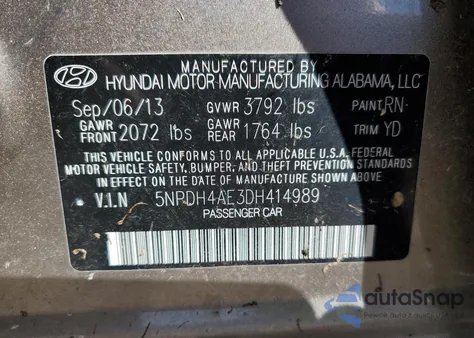 MANUFACTURED BY
HYUNDAI MOTOR MANUFACTURING ALABAMA, LLC
Sep/06/13 GVWR 3792 lbs PAINT RN
GAWR FRONT 2072 lbs GAWR REAR 1764 lbs TRIM YD
THIS VEHICLE CONFORMS TO ALL APPLICABLE U.S.A. FEDERAL
MOTOR VEHICLE SAFETY, BUMPER, AND THEFT PREVENTION STANDARDS
IN EFFECT ON THE DATE OF MANUFACTURE SHOWN ABOVE.
V.I.N 5NPDH4AE3DH414989
PASSENGER CAR
autoSnap